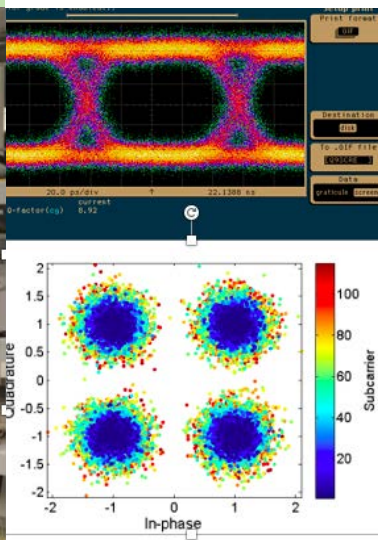 Setup print
Print format
GIF
Destination
disk
To .GIF file
Data
graticule screen
20.0 ps/div
22.1308 ns
current
Q-factor(cg) 8.92
2
1.5
1
0.5
0
-0.5
-1
-1.5
-2
Quadrature
-2 -1 0 1 2
In-phase
100
80
60
40
20
Subcarrier